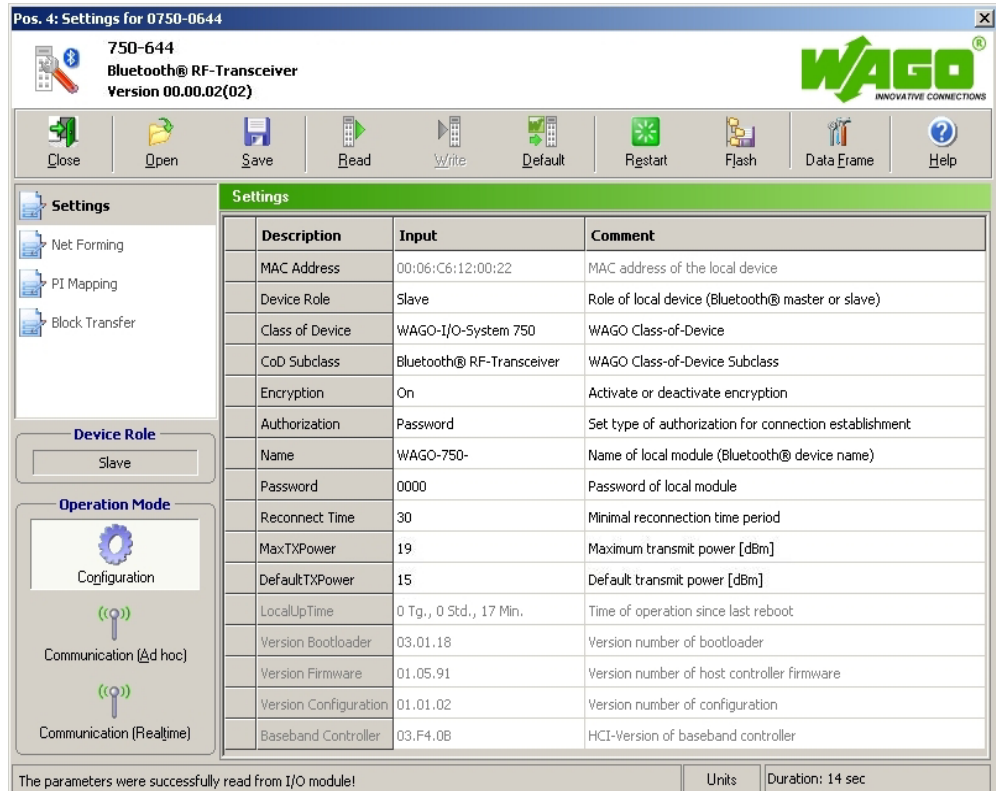 Pos. 4: Settings for 0750-0644
750-644
Bluetooth® RF-Transceiver
Version 00.00.02(02)
WAGO®
INNOVATIVE CONNECTIONS
Close Open Save Read Write Default Restart Flash Data Frame Help
Settings
Net Forming
PI Mapping
Block Transfer
Device Role
Slave
Operation Mode
Configuration
Communication (Ad hoc)
Communication (Realtime)
Settings
Description Input Comment
MAC Address 00:06:C6:12:00:22 MAC address of the local device
Device Role Slave Role of local device (Bluetooth® master or slave)
Class of Device WAGO-I/O-System 750 WAGO Class-of-Device
CoD Subclass Bluetooth® RF-Transceiver WAGO Class-of-Device Subclass
Encryption On Activate or deactivate encryption
Authorization Password Set type of authorization for connection establishment
Name WAGO-750- Name of local module (Bluetooth® device name)
Password 0000 Password of local module
Reconnect Time 30 Minimal reconnection time period
MaxTXPower 19 Maximum transmit power [dBm]
DefaultTXPower 15 Default transmit power [dBm]
LocalUpTime 0 Tg., 0 Std., 17 Min. Time of operation since last reboot
Version Bootloader 03.01.18 Version number of bootloader
Version Firmware 01.05.91 Version number of host controller firmware
Version Configuration 01.01.02 Version number of configuration
Baseband Controller 03.F4.0B HCI-Version of baseband controller
The parameters were successfully read from I/O module! Units Duration: 14 sec